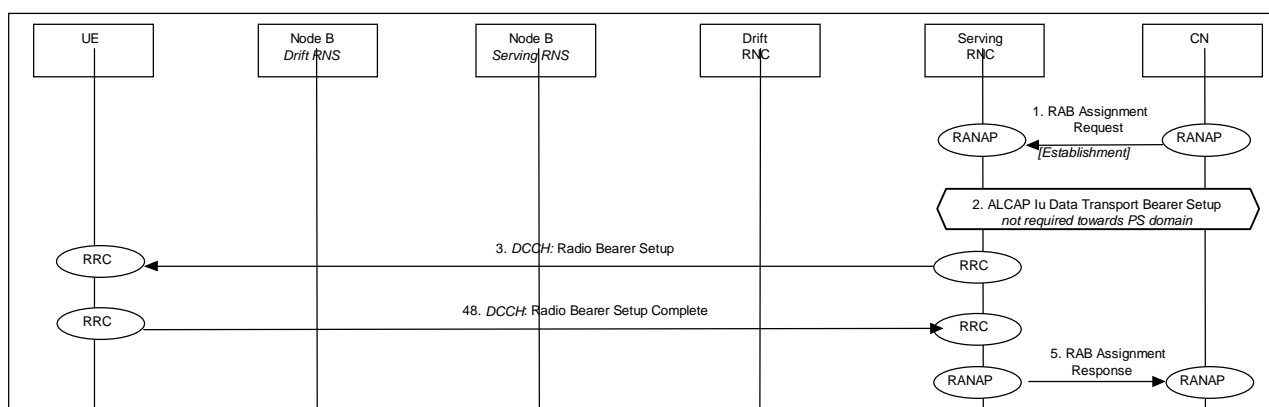 UE
Node B
Drift RNS
Node B
Serving RNS
Drift
RNC
Serving
RNC
CN
1. RAB Assignment
Request
RANAP
RANAP
[Establishment]
2. ALCAP Iu Data Transport Bearer Setup
not required towards PS domain
3. DCCH: Radio Bearer Setup
RRC
RRC
48. DCCH: Radio Bearer Setup Complete
RRC
RRC
5. RAB Assignment
Response
RANAP
RANAP